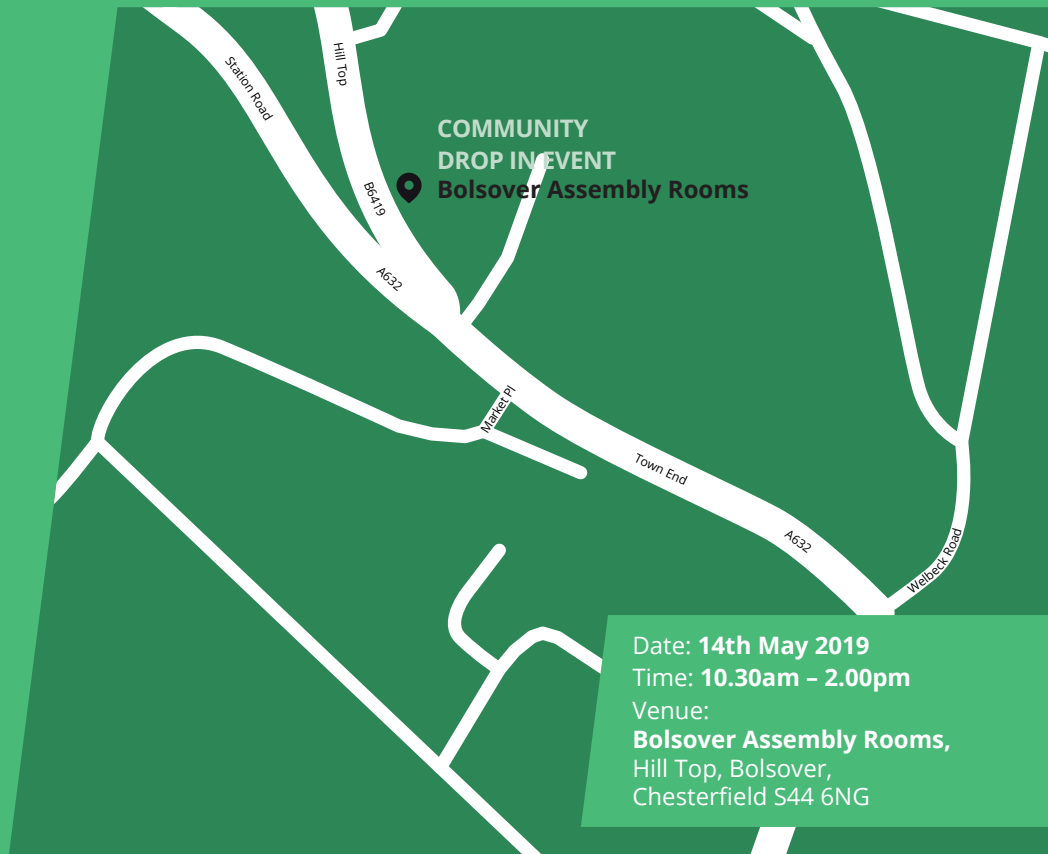 Station Road
Hill Top
COMMUNITY
DROP IN EVENT
Bolsover Assembly Rooms
B6419
A632
Market Pl
Town End
A632
Welbeck Road
Date: 14th May 2019
Time: 10.30am – 2.00pm
Venue:
Bolsover Assembly Rooms,
Hill Top, Bolsover,
Chesterfield S44 6NG